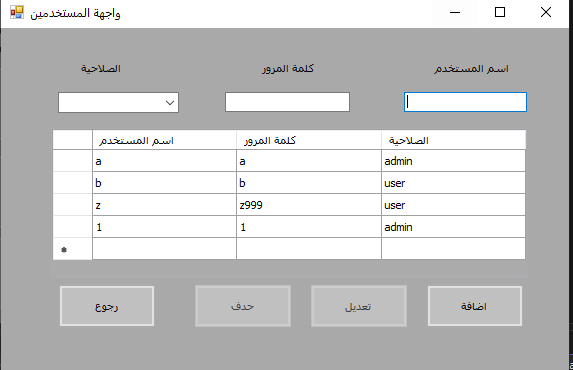 واجهة المستخدمين
اسم المستخدم كلمة المرور الصلاحية
اسم المستخدم كلمة المرور الصلاحية
a a admin
b b user
z z999 user
1 1 admin
*
اضافة تعديل حذف رجوع